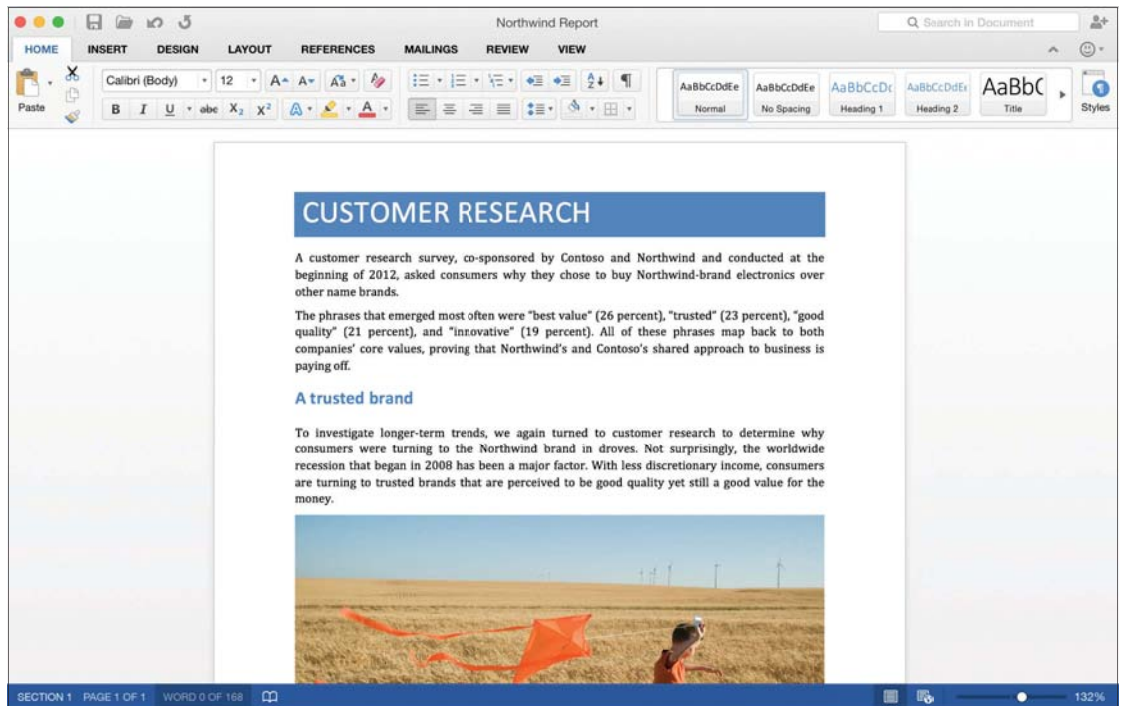 Northwind Report
Search in Document
HOME INSERT DESIGN LAYOUT REFERENCES MAILINGS REVIEW VIEW
Paste
Calibri (Body) 12 A A Aa
AaBbCcDdEe AaBbCcDdEe AaBbCcDc AaBbCcDdEe AaBbC
B I U abc X2 X2 A A
Normal No Spacing Heading 1 Heading 2 Title Styles
CUSTOMER RESEARCH
A customer research survey, co-sponsored by Contoso and Northwind and conducted at the
beginning of 2012, asked consumers why they chose to buy Northwind-brand electronics over
other name brands.
The phrases that emerged most often were “best value” (26 percent), “trusted” (23 percent), “good
quality” (21 percent), and “innovative” (19 percent). All of these phrases map back to both
companies’ core values, proving that Northwind’s and Contoso’s shared approach to business is
paying off.
A trusted brand
To investigate longer-term trends, we again turned to customer research to determine why
consumers were turning to the Northwind brand in droves. Not surprisingly, the worldwide
recession that began in 2008 has been a major factor. With less discretionary income, consumers
are turning to trusted brands that are perceived to be good quality yet still a good value for the
money.
SECTION 1 PAGE 1 OF 1 WORD 0 OF 168 132%